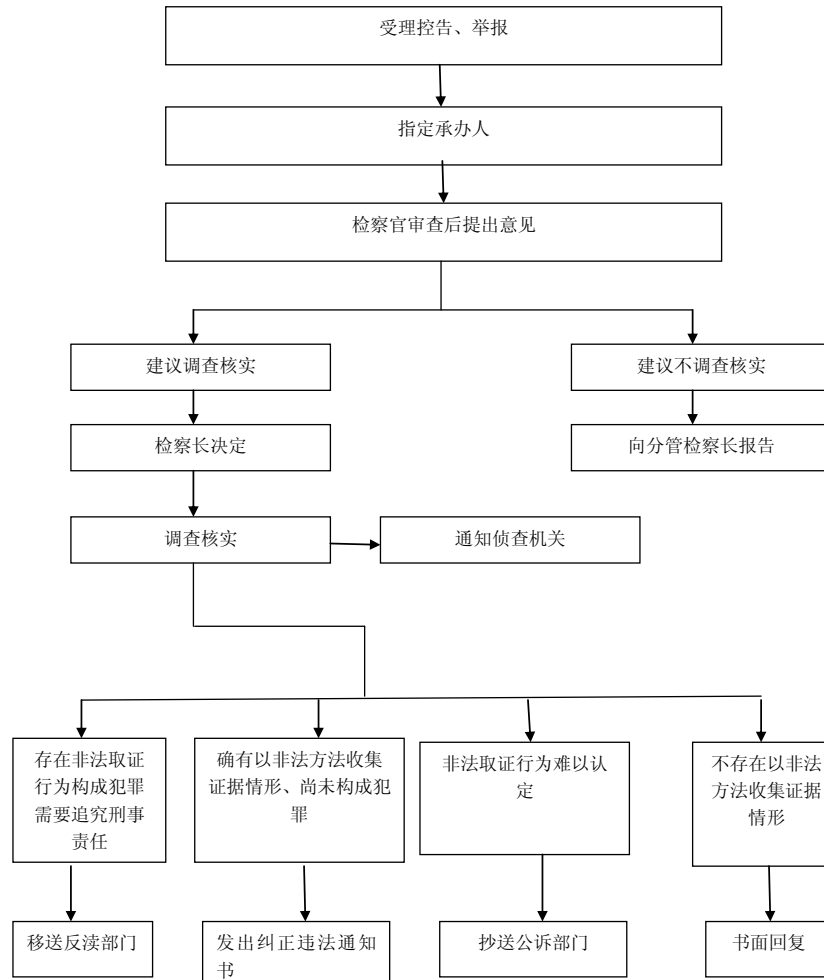 受理控告、举报
指定承办人
检察官审查后提出意见
建议调查核实
建议不调查核实
检察长决定
向分管检察长报告
调查核实
通知侦查机关
存在非法取证
行为构成犯罪
需要追究刑事
责任
确有以非法方法收集
证据情形、尚未构成犯
罪
非法取证行为难以认
定
不存在以非法
方法收集证据
情形
移送反渎部门
发出纠正违法通知
书
抄送公诉部门
书面回复